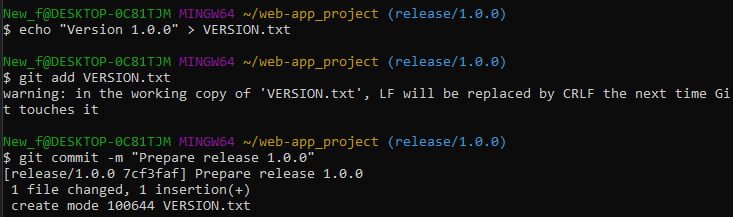 New_f@DESKTOP-0C81TJM MINGW64 ~/web-app_project (release/1.0.0)
$ echo "Version 1.0.0" > VERSION.txt
New_f@DESKTOP-0C81TJM MINGW64 ~/web-app_project (release/1.0.0)
$ git add VERSION.txt
warning: in the working copy of 'VERSION.txt', LF will be replaced by CRLF the next time Gi
t touches it
New_f@DESKTOP-0C81TJM MINGW64 ~/web-app_project (release/1.0.0)
$ git commit -m "Prepare release 1.0.0"
[release/1.0.0 7cf3faf] Prepare release 1.0.0
 1 file changed, 1 insertion(+)
 create mode 100644 VERSION.txt